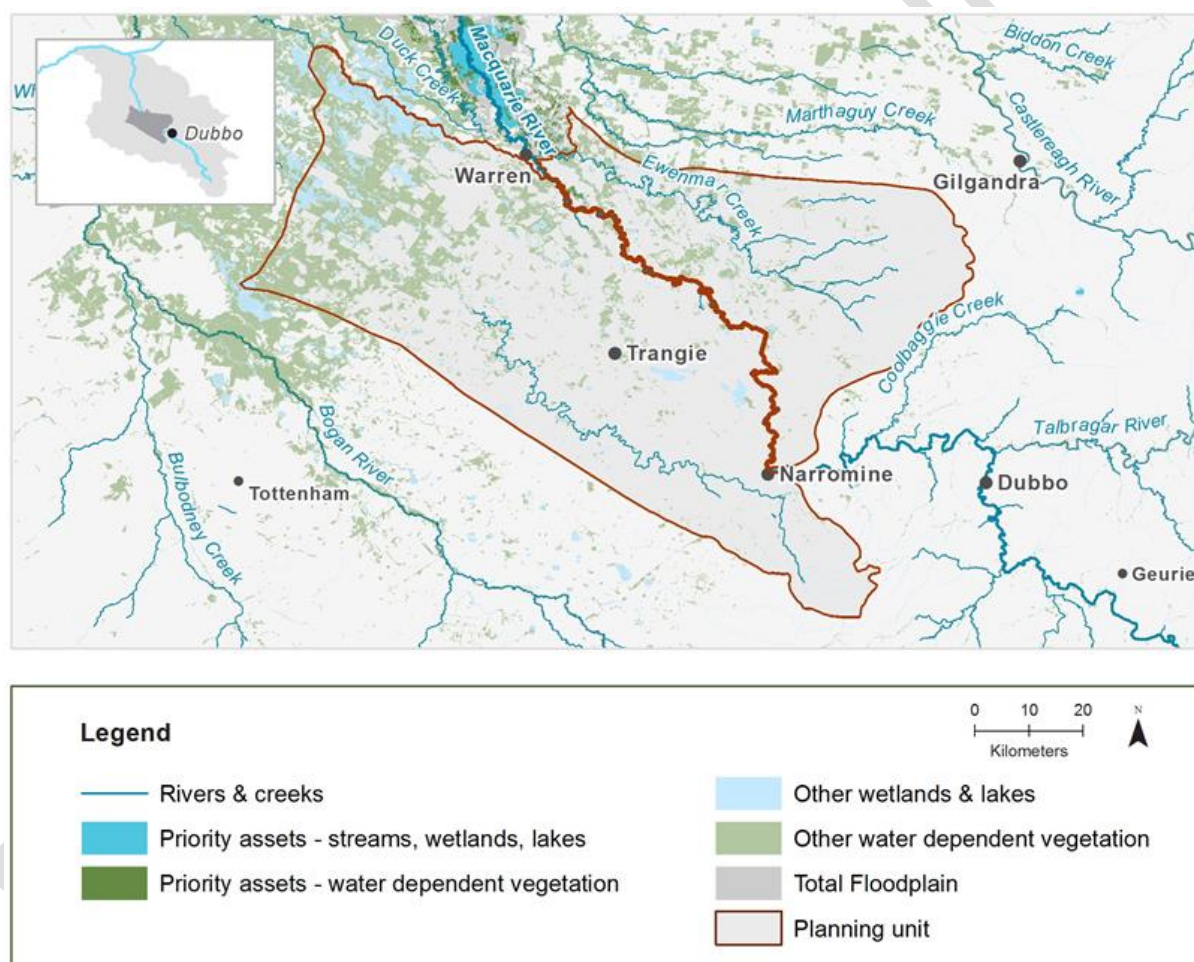 Dubbo
Wh
Duck Creek
Macquarie River
Biddon Creek
Castlereagh River
Marthaguy Creek
Warren
Ewenmar Creek
Gilgandra
Coolbaggie Creek
Trangie
Talbragar River
Bogan River
Bulbodney Creek
Tottenham
Narromine
Dubbo
Geurie
Legend
0 10 20
Kilometers
N
Rivers & creeks
Priority assets - streams, wetlands, lakes
Priority assets - water dependent vegetation
Other wetlands & lakes
Other water dependent vegetation
Total Floodplain
Planning unit